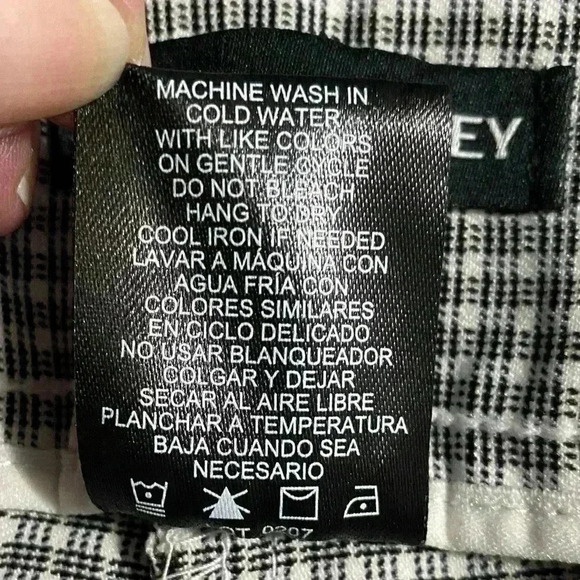 MACHINE WASH IN
COLD WATER
WITH LIKE COLORS
ON GENTLE CYCLE
DO NOT BLEACH
HANG TO DRY
COOL IRON IF NEEDED
LAVAR A MÁQUINA CON
AGUA FRÍA CON
COLORES SIMILARES
EN CICLO DELICADO
NO USAR BLANQUEADOR
COLGAR Y DEJAR
SECAR AL AIRE LIBRE
PLANCHAR A TEMPERATURA
BAJA CUANDO SEA
NECESARIO
EY